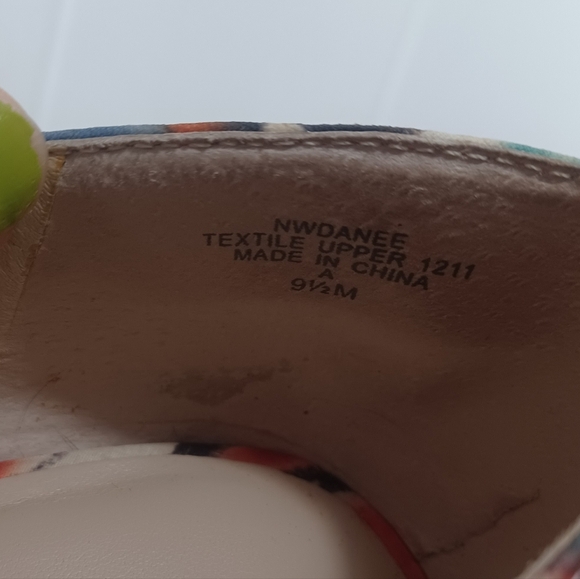 NWDANEE
TEXTILE UPPER 1211
MADE IN CHINA
A
9½M